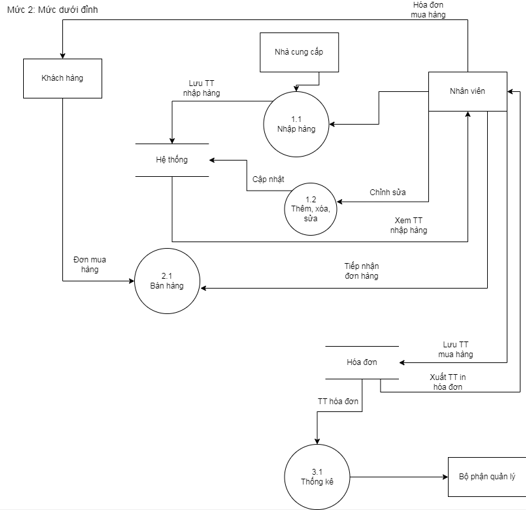 Mức 2: Mức dưới đỉnh
Hóa đơn
mua hàng
Nhà cung cấp
Khách hàng
Nhân viên
Lưu TT
nhập hàng
1.1
Nhập hàng
Hệ thống
Cập nhật
1.2
Thêm, xóa,
sửa
Chỉnh sửa
Xem TT
nhập hàng
Đơn mua
hàng
2.1
Bán hàng
Tiếp nhận
đơn hàng
Lưu TT
mua hàng
Hóa đơn
Xuất TT in
hóa đơn
TT hóa đơn
3.1
Thống kê
Bộ phận quản lý